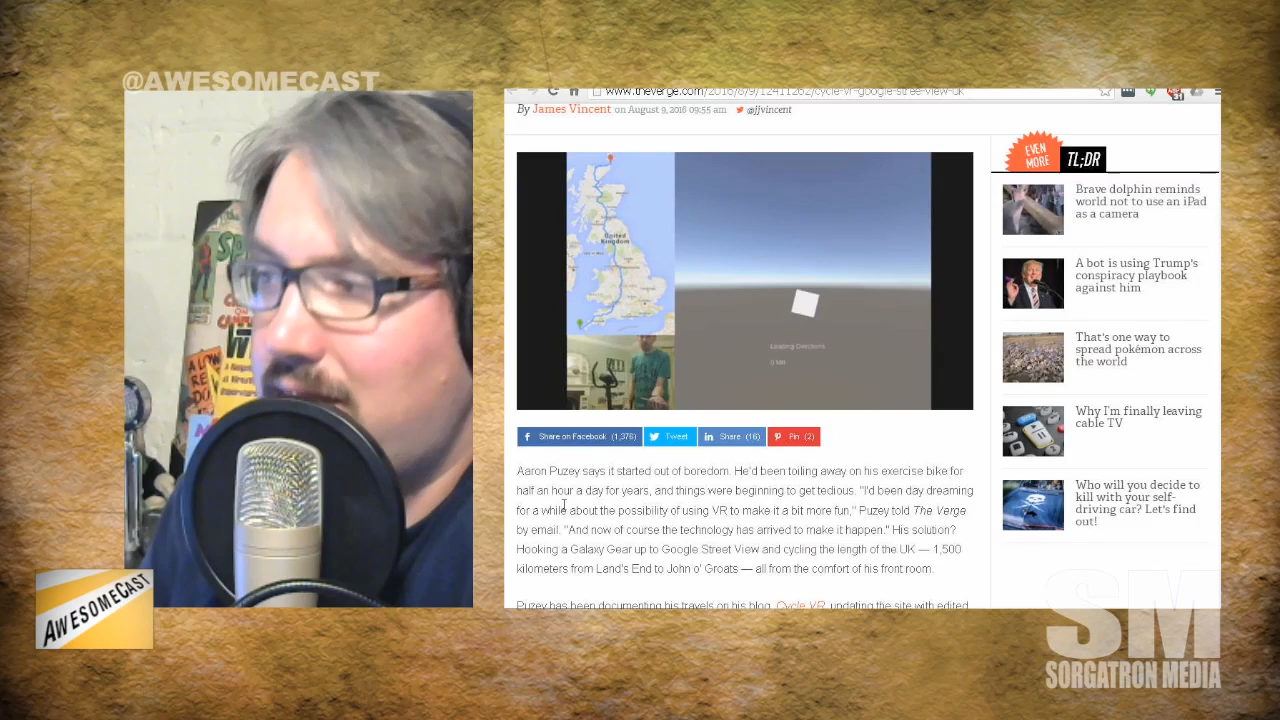 @AWESOMECAST
www.theverge.com/2016/8/9/12411262/cycle-vr-google-street-view-uk
By James Vincent on August 9, 2016 09:55 am @jjvincent
United
Kingdom
Loading Directions
0 MB
Share on Facebook (1,376) Tweet Share (16) Pin (2)
Aaron Puzey says it started out of boredom. He'd been toiling away on his exercise bike for
half an hour a day for years, and things were beginning to get tedious. "I'd been day dreaming
for a while about the possibility of using VR to make it a bit more fun," Puzey told The Verge
by email. "And now of course the technology has arrived to make it happen." His solution?
Hooking a Galaxy Gear up to Google Street View and cycling the length of the UK — 1,500
kilometers from Land's End to John o' Groats — all from the comfort of his front room.
Puzey has been documenting his travels on his blog, Cycle VR, updating the site with edited
EVEN
MORE
TL;DR
Brave dolphin reminds
world not to use an iPad
as a camera
A bot is using Trump's
conspiracy playbook
against him
That's one way to
spread pokémon across
the world
Why I'm finally leaving
cable TV
Who will you decide to
kill with your self-
driving car? Let's find
out!
AWESOMECAST
SM
SORGATRON MEDIA